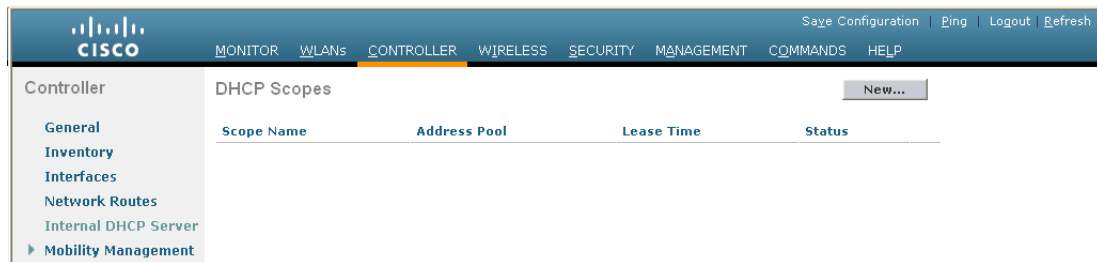 Save Configuration | Ping | Logout | Refresh
CISCO
MONITOR WLANs CONTROLLER WIRELESS SECURITY MANAGEMENT COMMANDS HELP
Controller
DHCP Scopes
New...
General
Scope Name Address Pool Lease Time Status
Inventory
Interfaces
Network Routes
Internal DHCP Server
Mobility Management